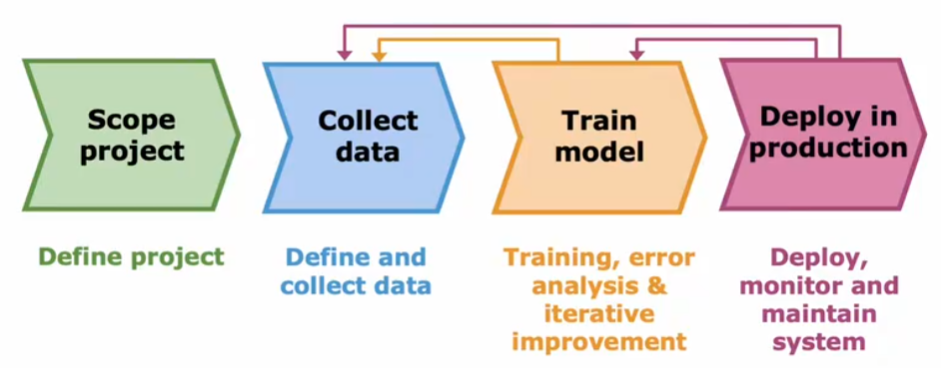 Scope
project
Collect
data
Train
model
Deploy in
production
Define project
Define and
collect data
Training, error
analysis &
iterative
improvement
Deploy,
monitor and
maintain
system